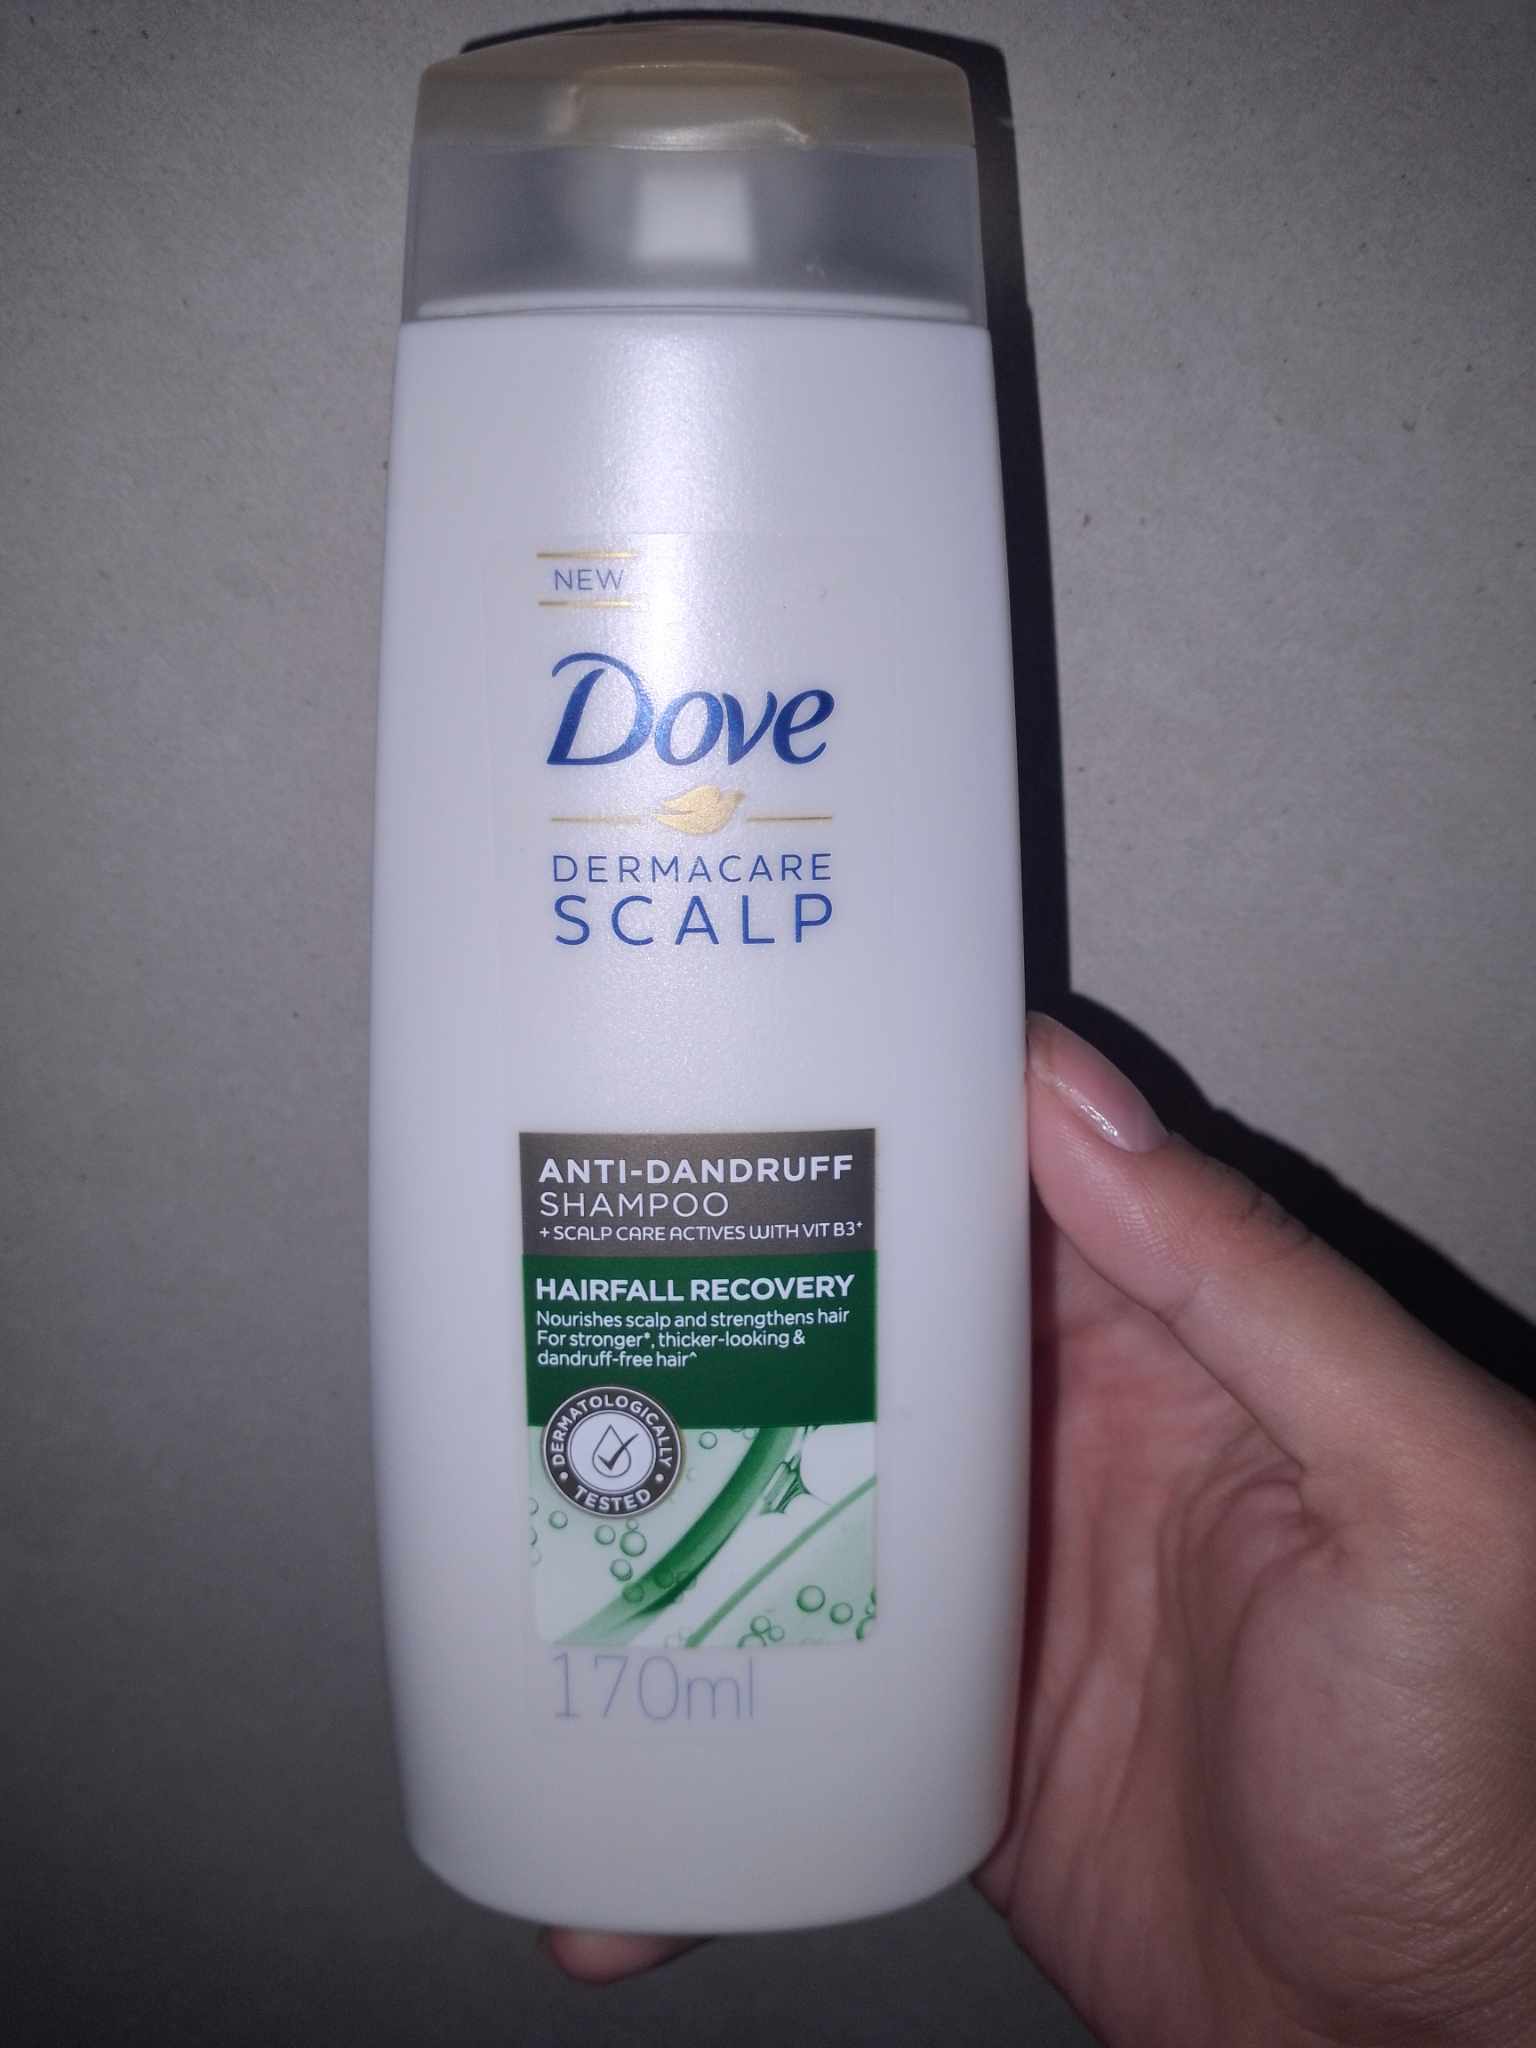 NEW
Dove
DERMACARE
SCALP
ANTI-DANDRUFF
SHAMPOO
+ SCALP CARE ACTIVES WITH VIT B3⁺
HAIRFALL RECOVERY
Nourishes scalp and strengthens hair
For stronger*, thicker-looking &
dandruff-free hair^
• DERMATOLOGICALLY • TESTED
170ml